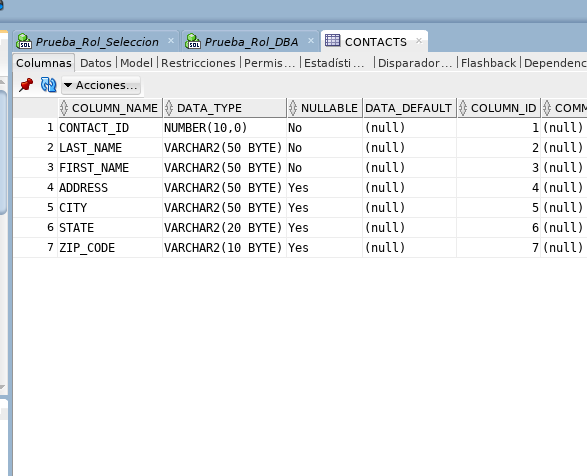 Prueba_Rol_Seleccion × Prueba_Rol_DBA × CONTACTS ×
Columnas Datos Model Restricciones Permis... Estadísti ... Disparador... Flashback Dependenc
Acciones...
COLUMN_NAME DATA_TYPE NULLABLE DATA_DEFAULT COLUMN_ID COMM
1 CONTACT_ID NUMBER(10,0) No (null) 1 (null)
2 LAST_NAME VARCHAR2(50 BYTE) No (null) 2 (null)
3 FIRST_NAME VARCHAR2(50 BYTE) No (null) 3 (null)
4 ADDRESS VARCHAR2(50 BYTE) Yes (null) 4 (null)
5 CITY VARCHAR2(50 BYTE) Yes (null) 5 (null)
6 STATE VARCHAR2(20 BYTE) Yes (null) 6 (null)
7 ZIP_CODE VARCHAR2(10 BYTE) Yes (null) 7 (null)